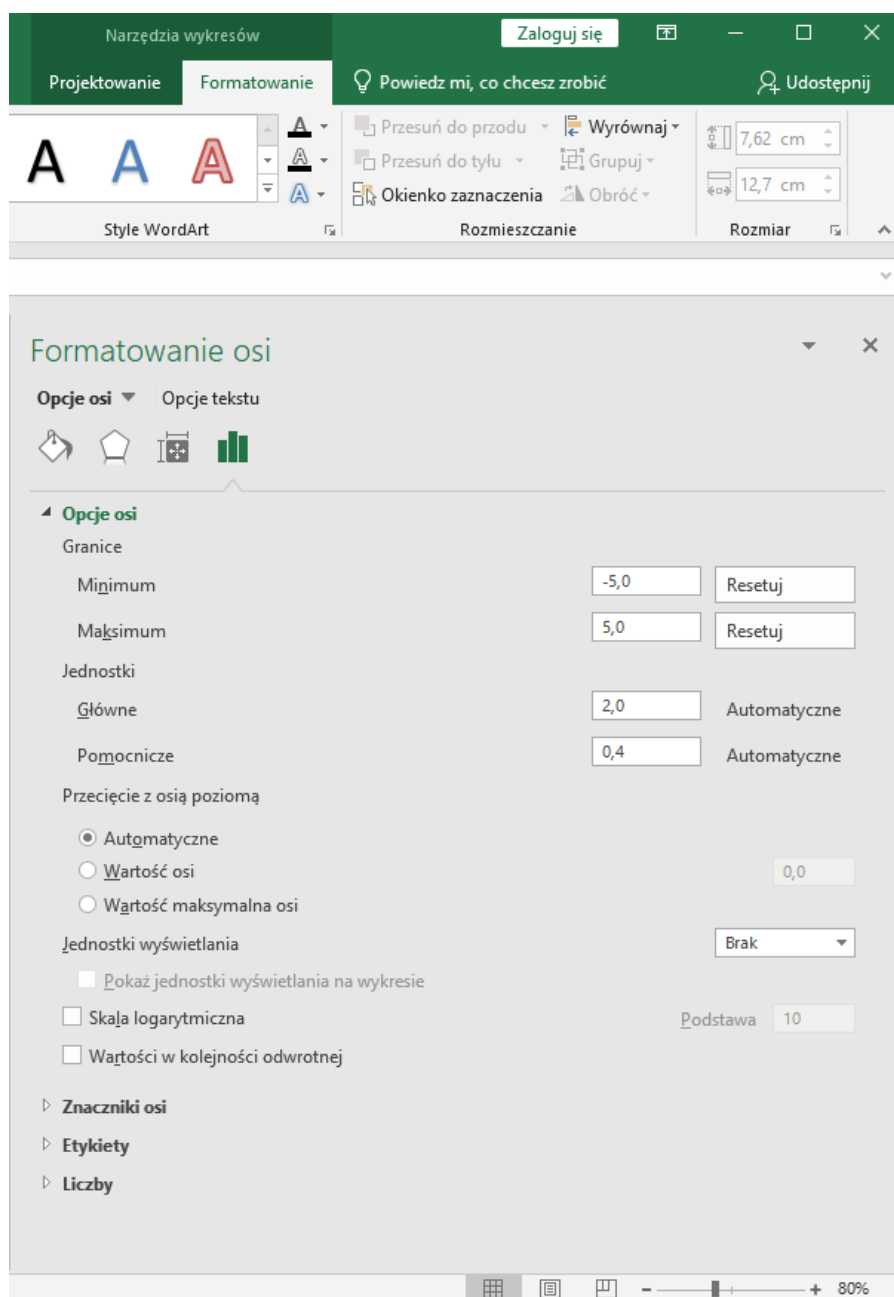 Narzędzia wykresów Zaloguj się
Projektowanie Formatowanie Powiedz mi, co chcesz zrobić Udostępnij
A A A A Przesuń do przodu Wyrównaj 7,62 cm
A Przesuń do tyłu Grupuj
A Okienko zaznaczenia Obróć 12,7 cm
Style WordArt Rozmieszczanie Rozmiar
Formatowanie osi
Opcje osi Opcje tekstu
Opcje osi
Granice
Minimum -5,0 Resetuj
Maksimum 5,0 Resetuj
Jednostki
Główne 2,0 Automatyczne
Pomocnicze 0,4 Automatyczne
Przecięcie z osią poziomą
Automatyczne
Wartość osi 0,0
Wartość maksymalna osi
Jednostki wyświetlania Brak
Pokaż jednostki wyświetlania na wykresie
Skala logarytmiczna Podstawa 10
Wartości w kolejności odwrotnej
Znaczniki osi
Etykiety
Liczby
80%